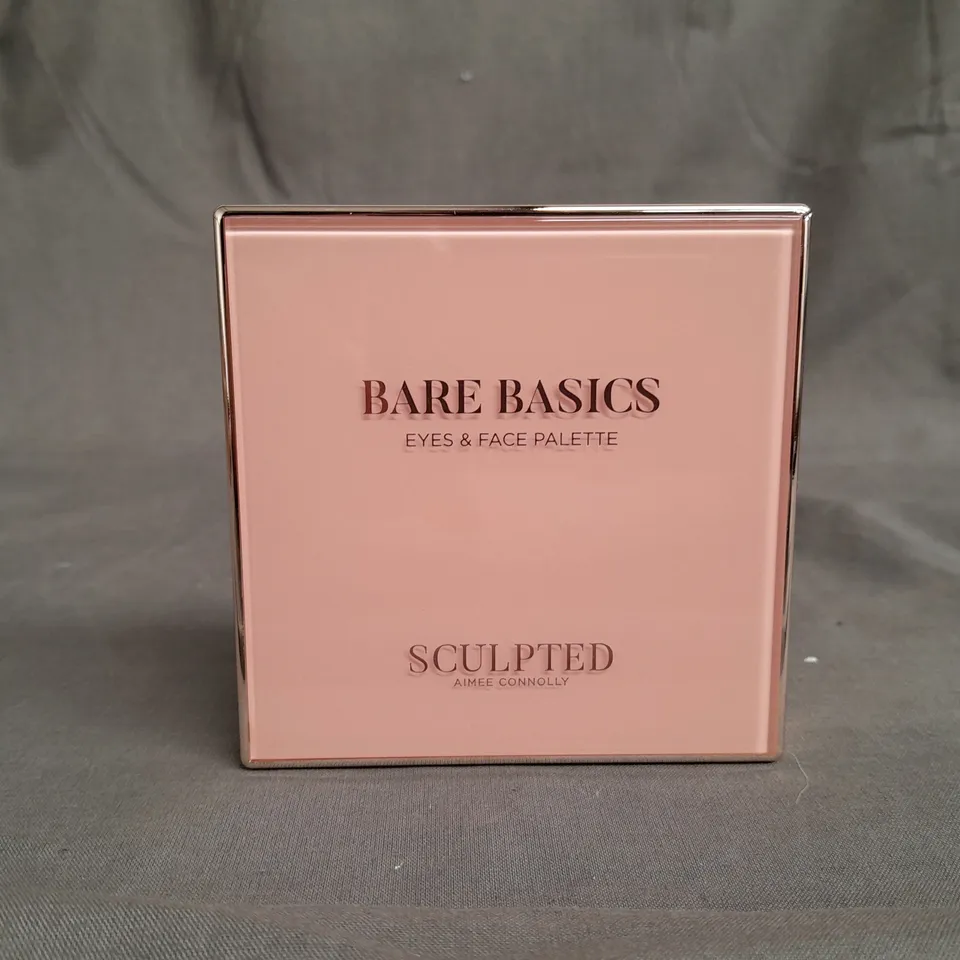 BARE BASICS
EYES & FACE PALETTE
SCULPTED
AIMEE CONNOLLY